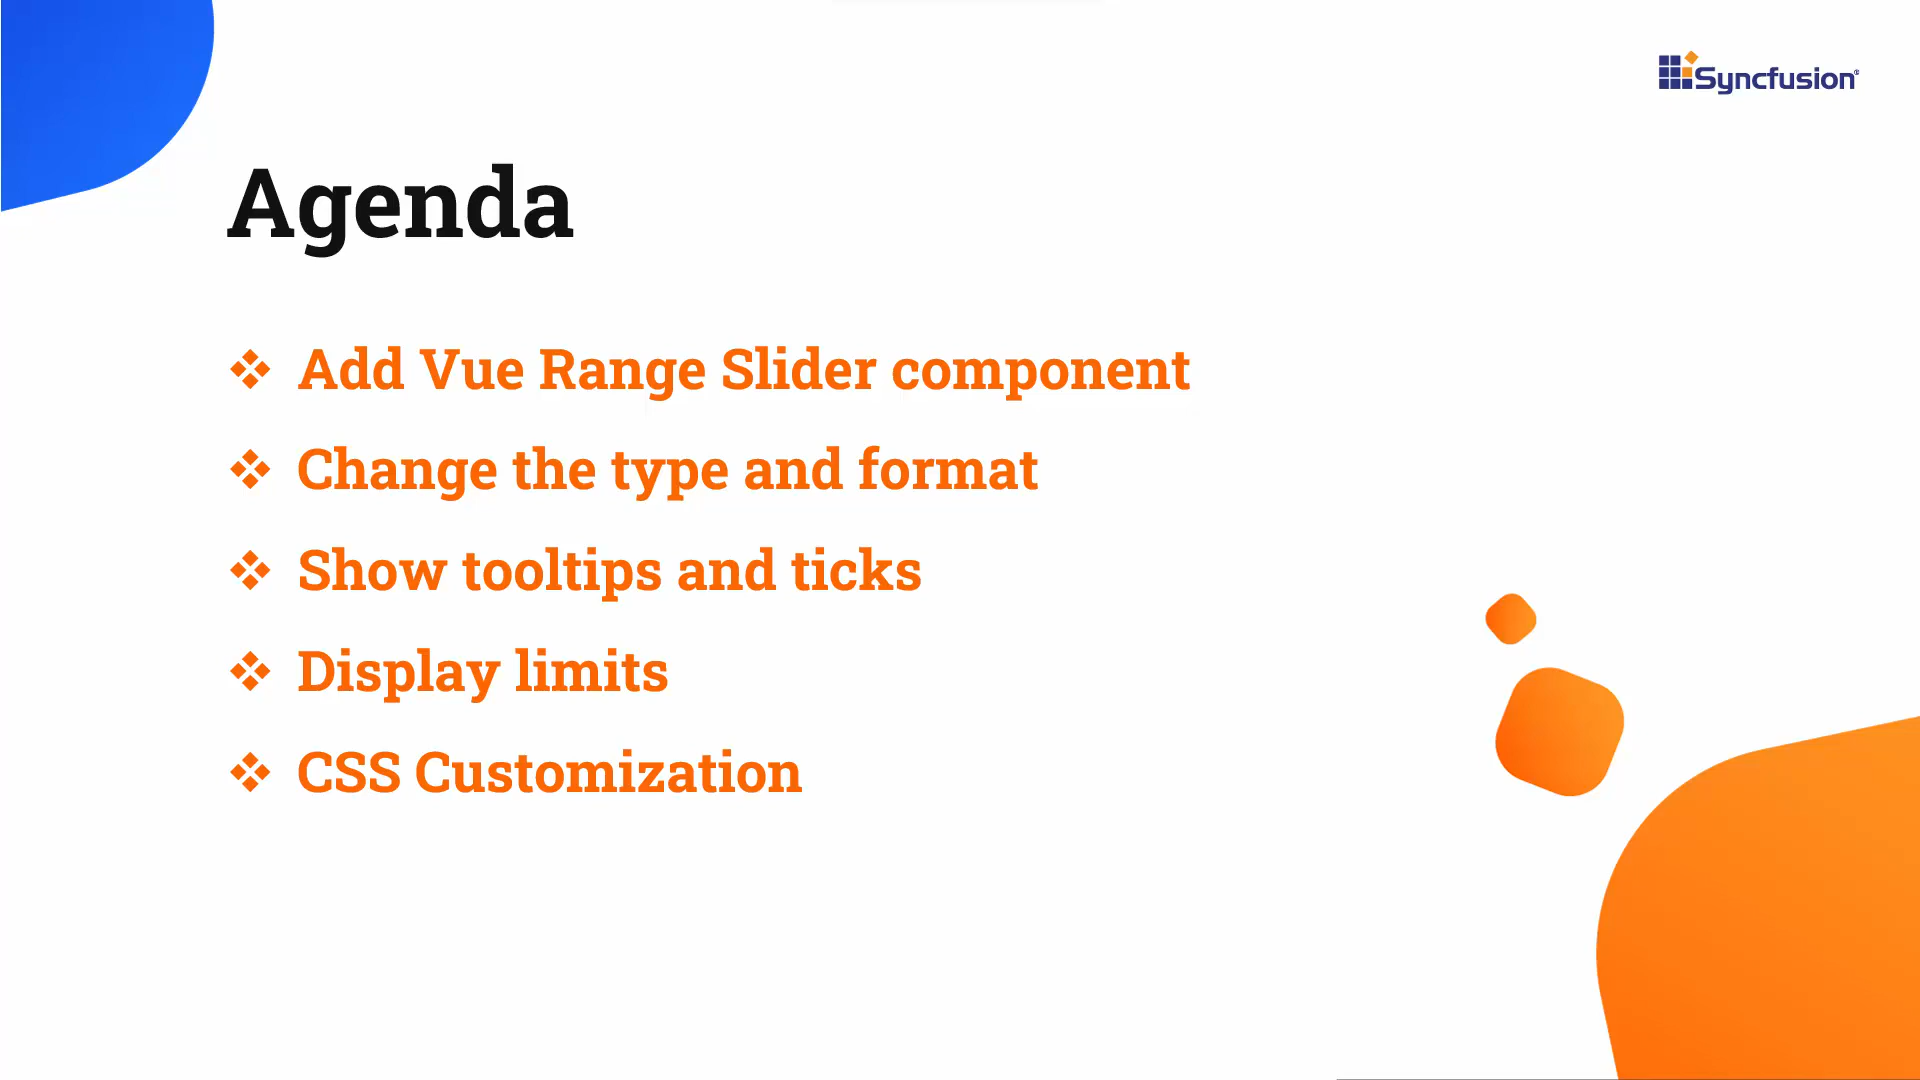 Syncfusion®
Agenda
❖ Add Vue Range Slider component
❖ Change the type and format
❖ Show tooltips and ticks
❖ Display limits
❖ CSS Customization